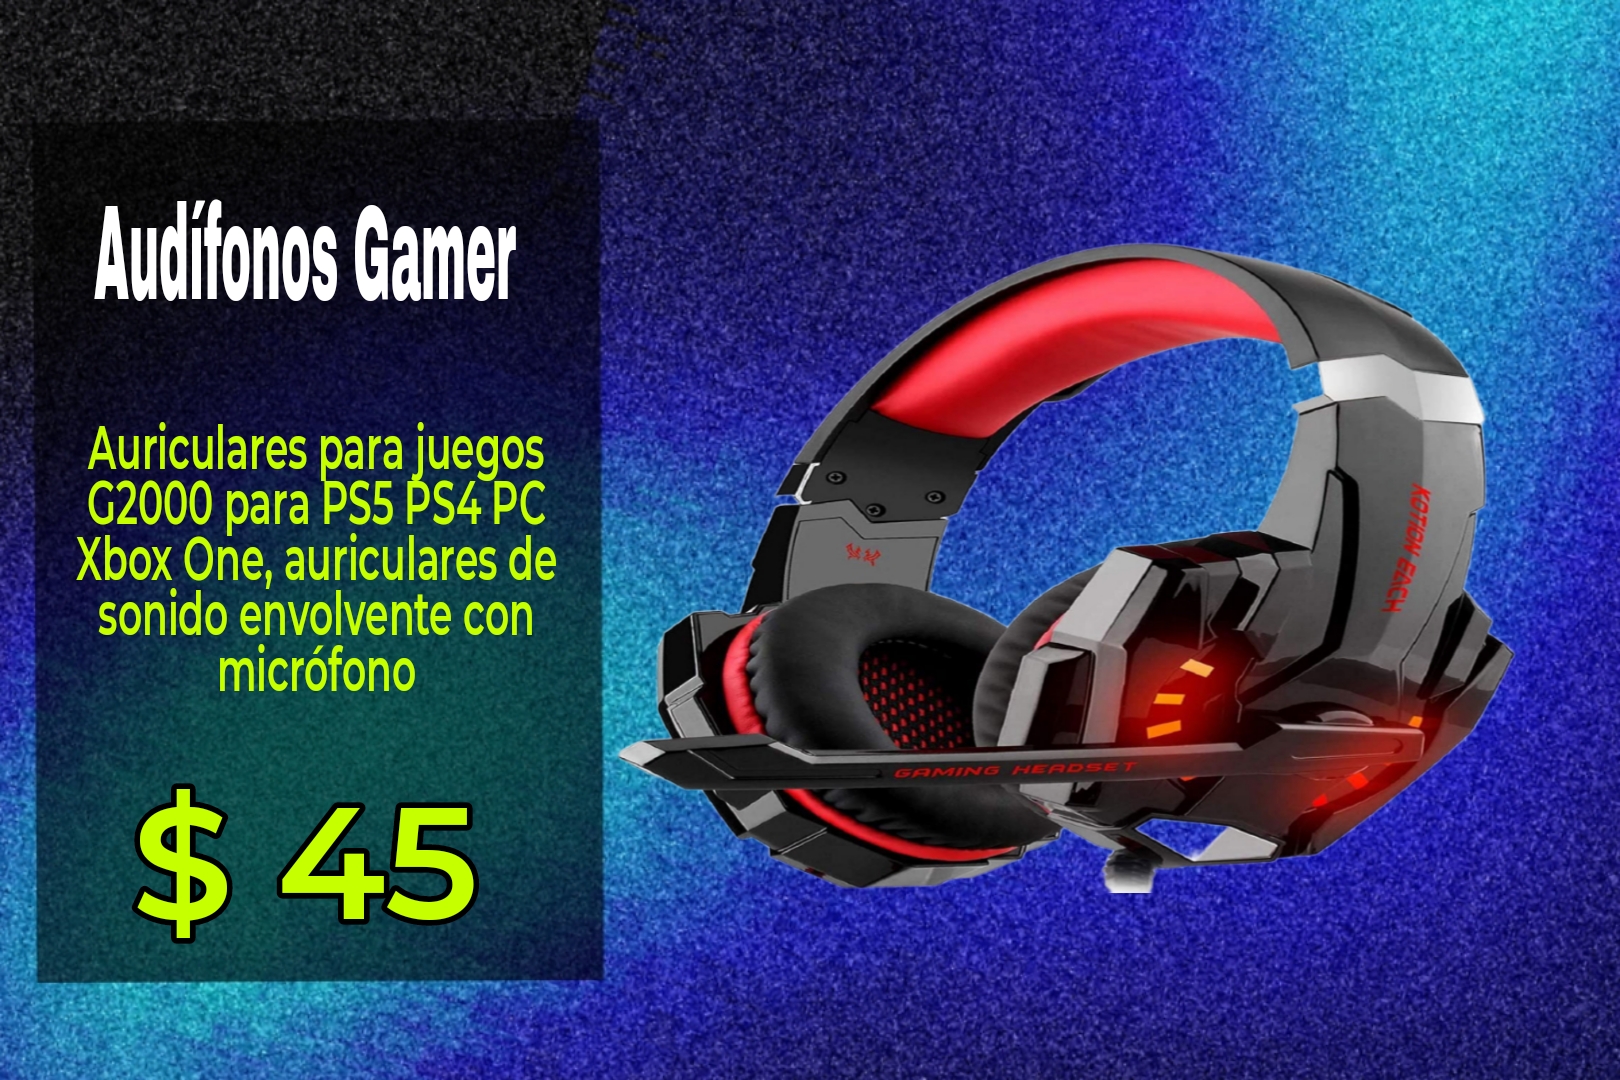 Audífonos Gamer
Auriculares para juegos
G2000 para PS5 PS4 PC
Xbox One, auriculares de
sonido envolvente con
micrófono
$ 45
KOTION EACH
GAMING HEADSET